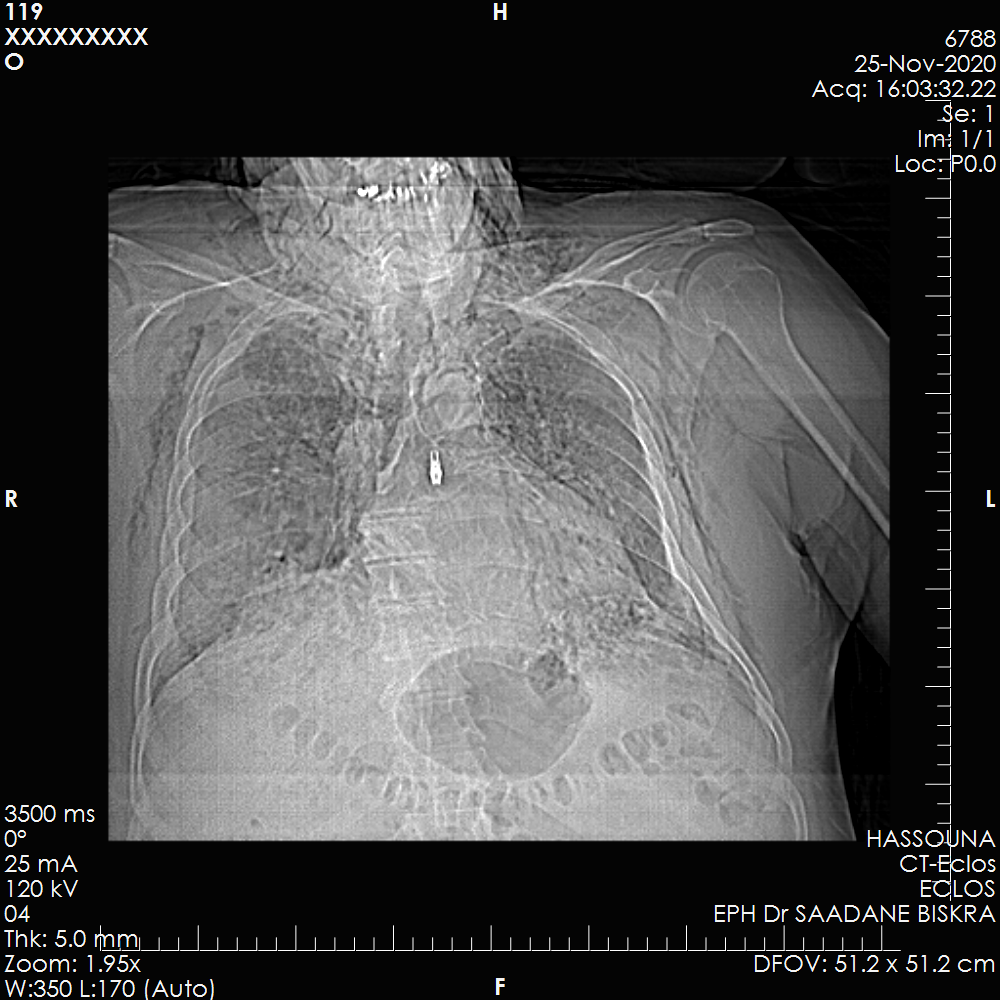 119
XXXXXXXXX
O
H
6788
25-Nov-2020
Acq: 16:03:32.22
Se: 1
Im: 1/1
Loc: P0.0
R
L
3500 ms
0°
25 mA
120 kV
04
Thk: 5.0 mm
Zoom: 1.95x
W:350 L:170 (Auto)
F
HASSOUNA
CT-Eclos
ECLOS
EPH Dr SAADANE BISKRA
DFOV: 51.2 x 51.2 cm